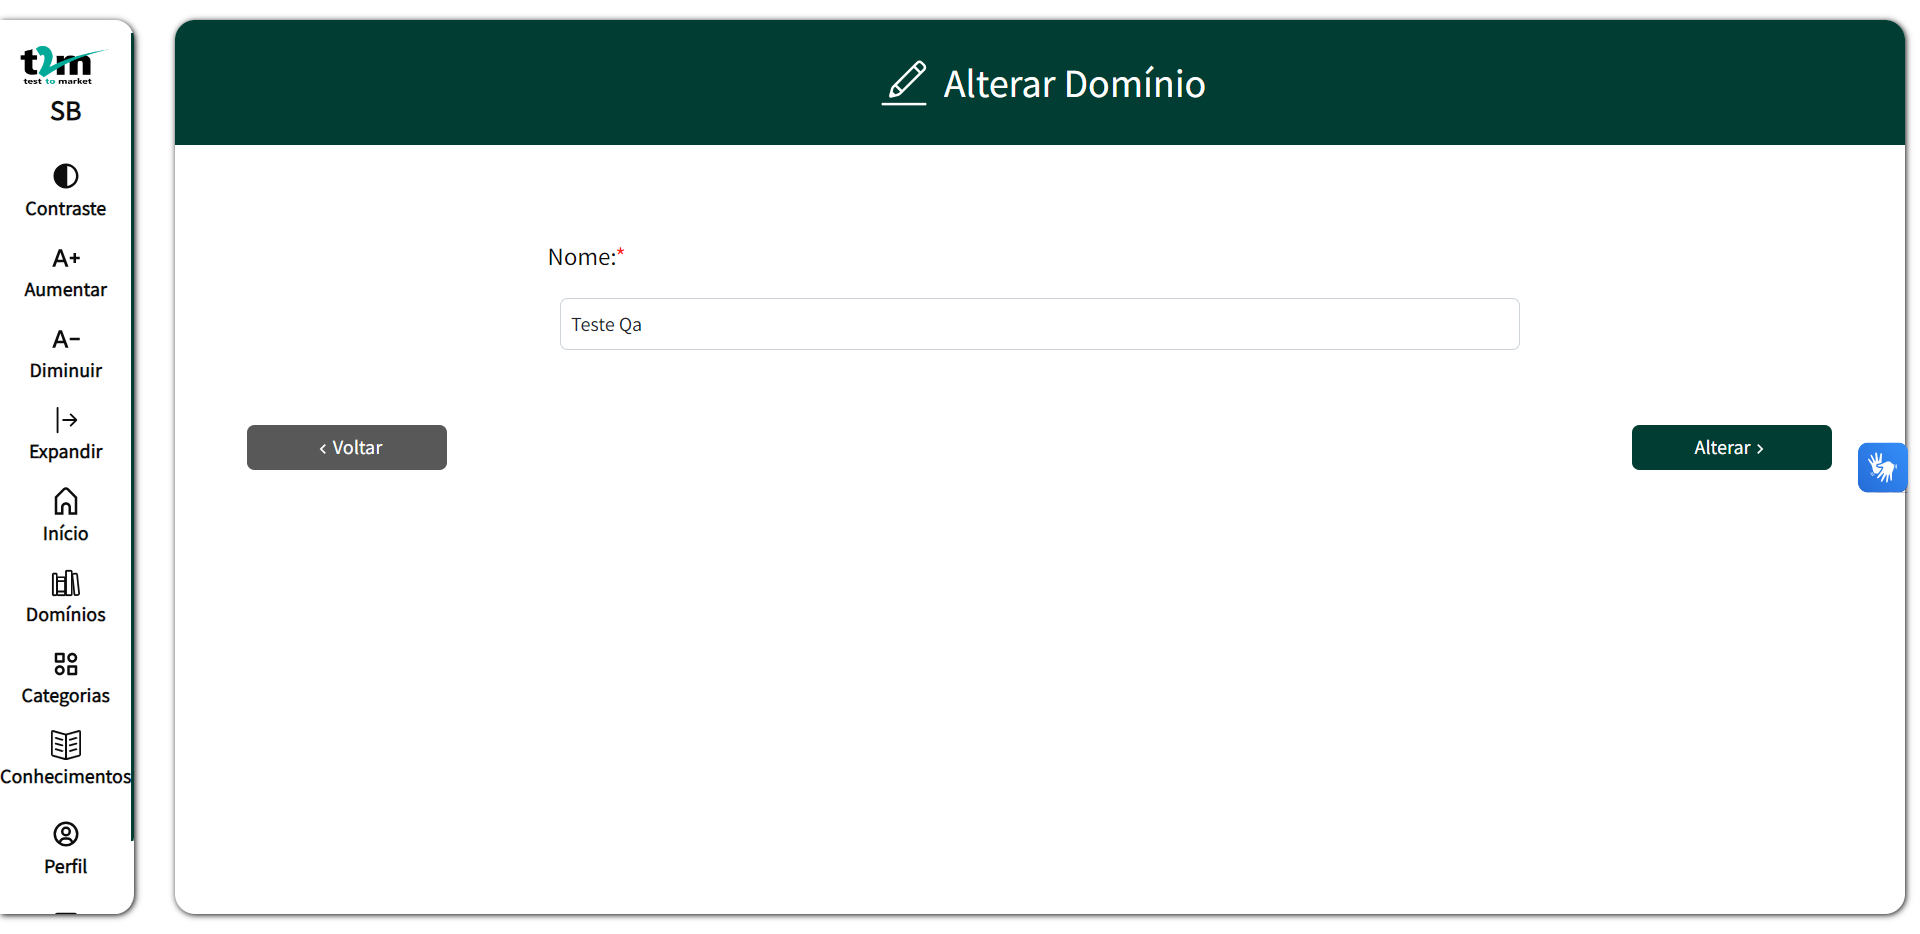 t2m
test to market
SB
Contraste
A+
Aumentar
A-
Diminuir
Expandir
Início
Domínios
Categorias
Conhecimentos
Perfil
Alterar Domínio
Nome:*
Teste Qa
‹ Voltar
Alterar ›